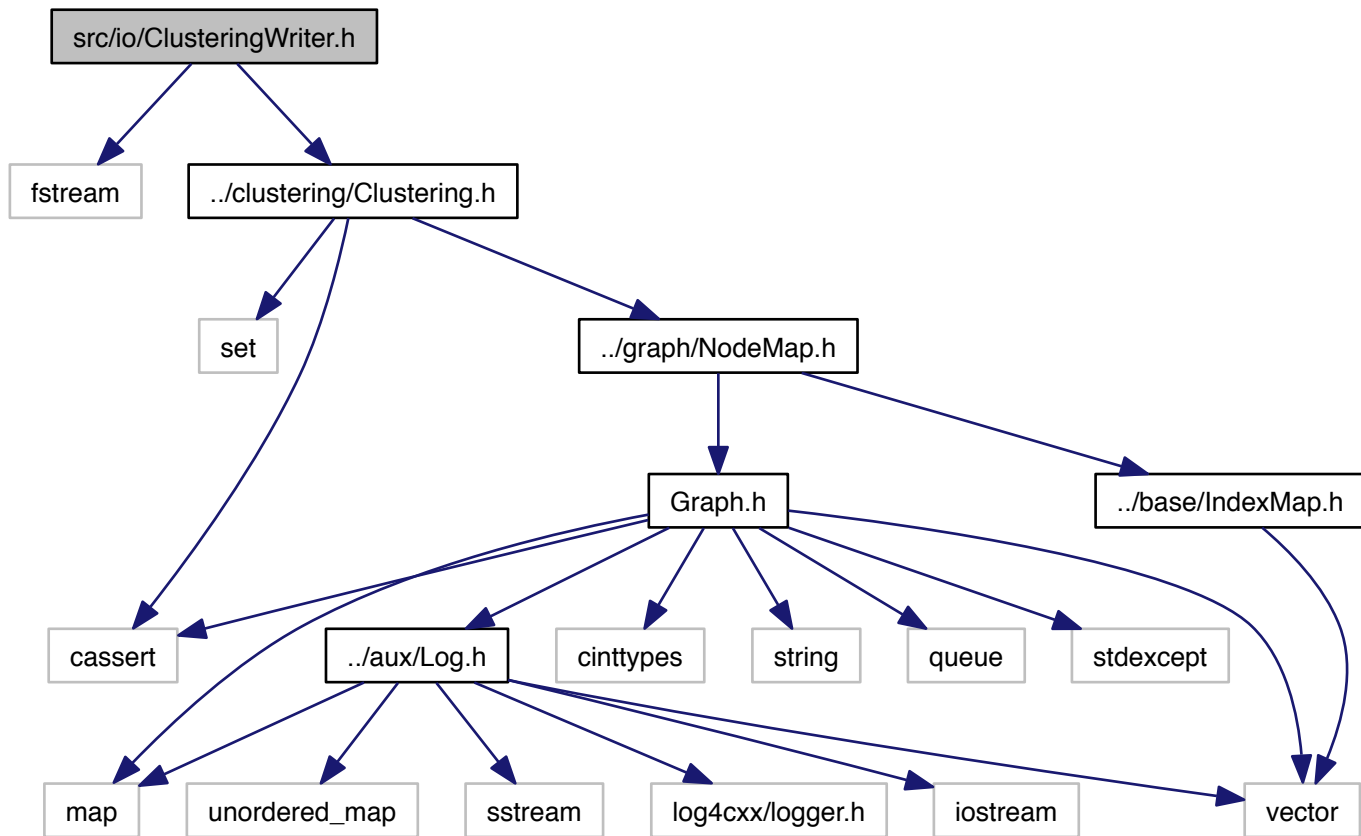 src/io/ClusteringWriter.h
fstream
../clustering/Clustering.h
set
../graph/NodeMap.h
Graph.h
../base/IndexMap.h
cassert
../aux/Log.h
cinttypes
string
queue
stdexcept
map
unordered_map
sstream
log4cxx/logger.h
iostream
vector